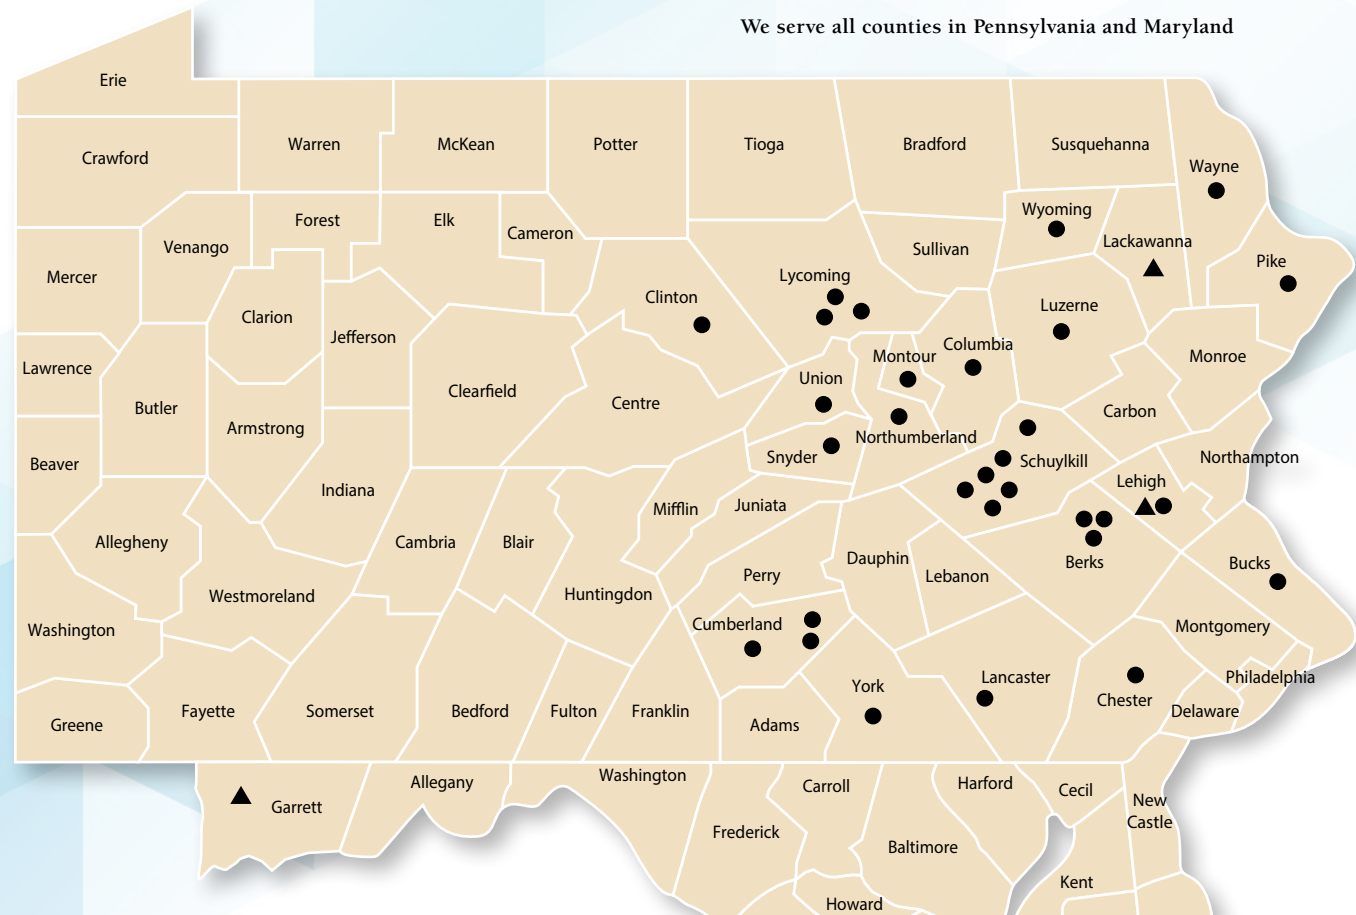 We serve all counties in Pennsylvania and Maryland
Erie
Crawford
Warren
McKean
Potter
Tioga
Bradford
Susquehanna
Wayne
Wyoming
Lackawanna
Pike
Forest
Elk
Cameron
Venango
Sullivan
Mercer
Lycoming
Clinton
Luzerne
Clarion
Jefferson
Columbia
Montour
Monroe
Lawrence
Union
Clearfield
Centre
Butler
Carbon
Armstrong
Northumberland
Snyder
Northampton
Beaver
Schuylkill
Lehigh
Indiana
Mifflin
Juniata
Allegheny
Cambria
Blair
Dauphin
Berks
Bucks
Perry
Lebanon
Westmoreland
Huntingdon
Cumberland
Montgomery
Washington
Lancaster
Philadelphia
York
Chester
Greene
Fayette
Somerset
Bedford
Fulton
Franklin
Adams
Delaware
Garrett
Allegany
Washington
Carroll
Harford
Cecil
New
Castle
Frederick
Baltimore
Kent
Howard